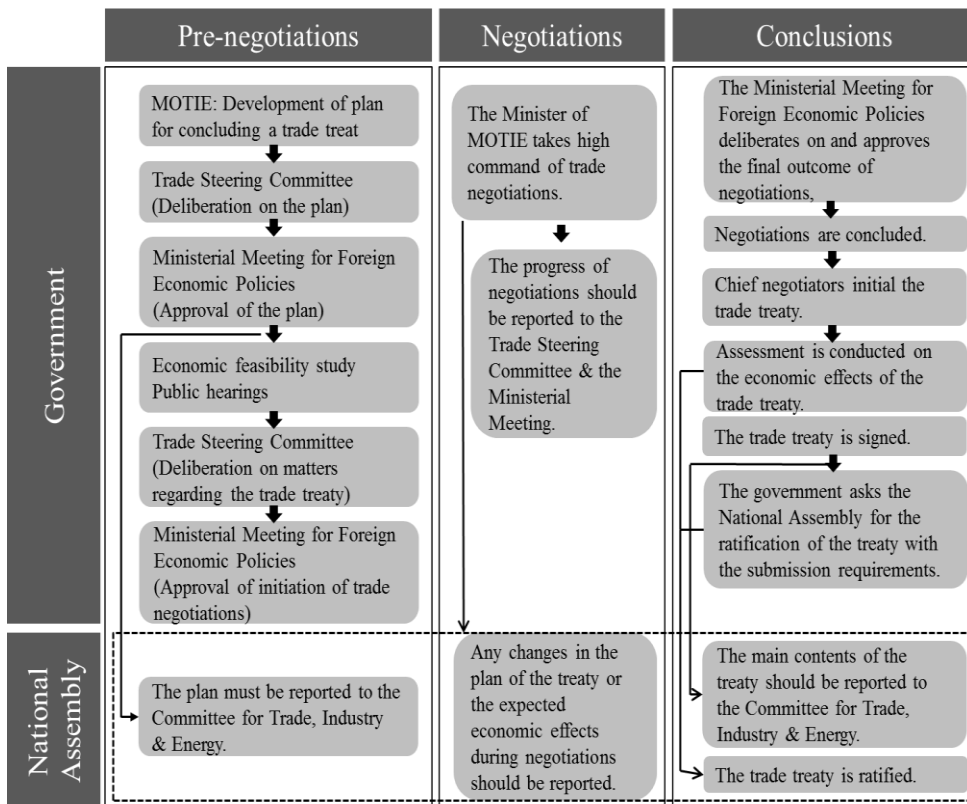 Pre-negotiations
Negotiations
Conclusions
Government
MOTIE: Development of plan
for concluding a trade treat
Trade Steering Committee
(Deliberation on the plan)
Ministerial Meeting for Foreign
Economic Policies
(Approval of the plan)
Economic feasibility study
Public hearings
Trade Steering Committee
(Deliberation on matters
regarding the trade treaty)
Ministerial Meeting for Foreign
Economic Policies
(Approval of initiation of trade
negotiations)
The Minister of
MOTIE takes high
command of trade
negotiations.
The progress of
negotiations should
be reported to the
Trade Steering
Committee & the
Ministerial
Meeting.
The Ministerial Meeting for
Foreign Economic Policies
deliberates on and approves
the final outcome of
negotiations,
Negotiations are concluded.
Chief negotiators initial the
trade treaty.
Assessment is conducted on
the economic effects of the
trade treaty.
The trade treaty is signed.
The government asks the
National Assembly for the
ratification of the treaty with
the submission requirements.
National
Assembly
The plan must be reported to the
Committee for Trade, Industry
& Energy.
Any changes in the
plan of the treaty or
the expected
economic effects
during negotiations
should be reported.
The main contents of the
treaty should be reported to
the Committee for Trade,
Industry & Energy.
The trade treaty is ratified.